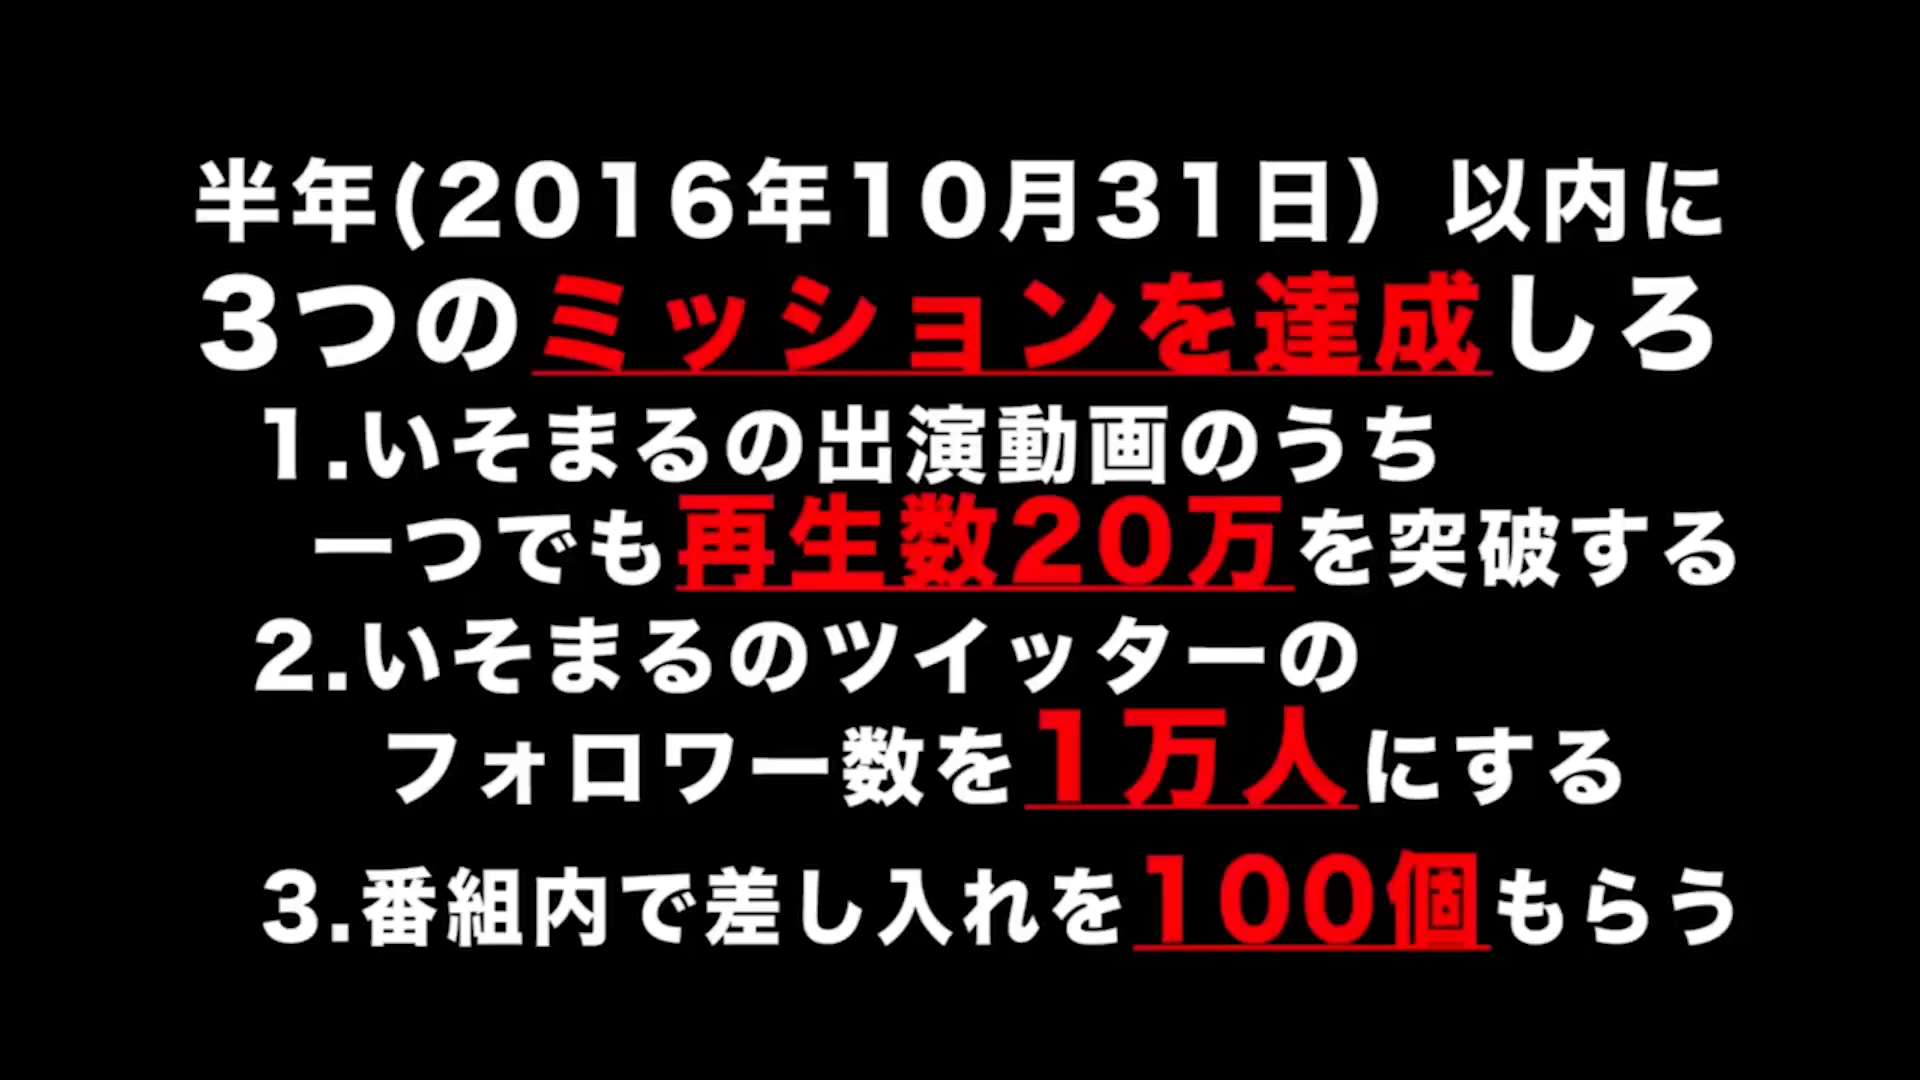 半年(2016年10月31日）以内に
3つのミッションを達成しろ
1.いそまるの出演動画のうち
一つでも再生数20万を突破する
2.いそまるのツイッターの
フォロワー数を1万人にする
3.番組内で差し入れを100個もらう